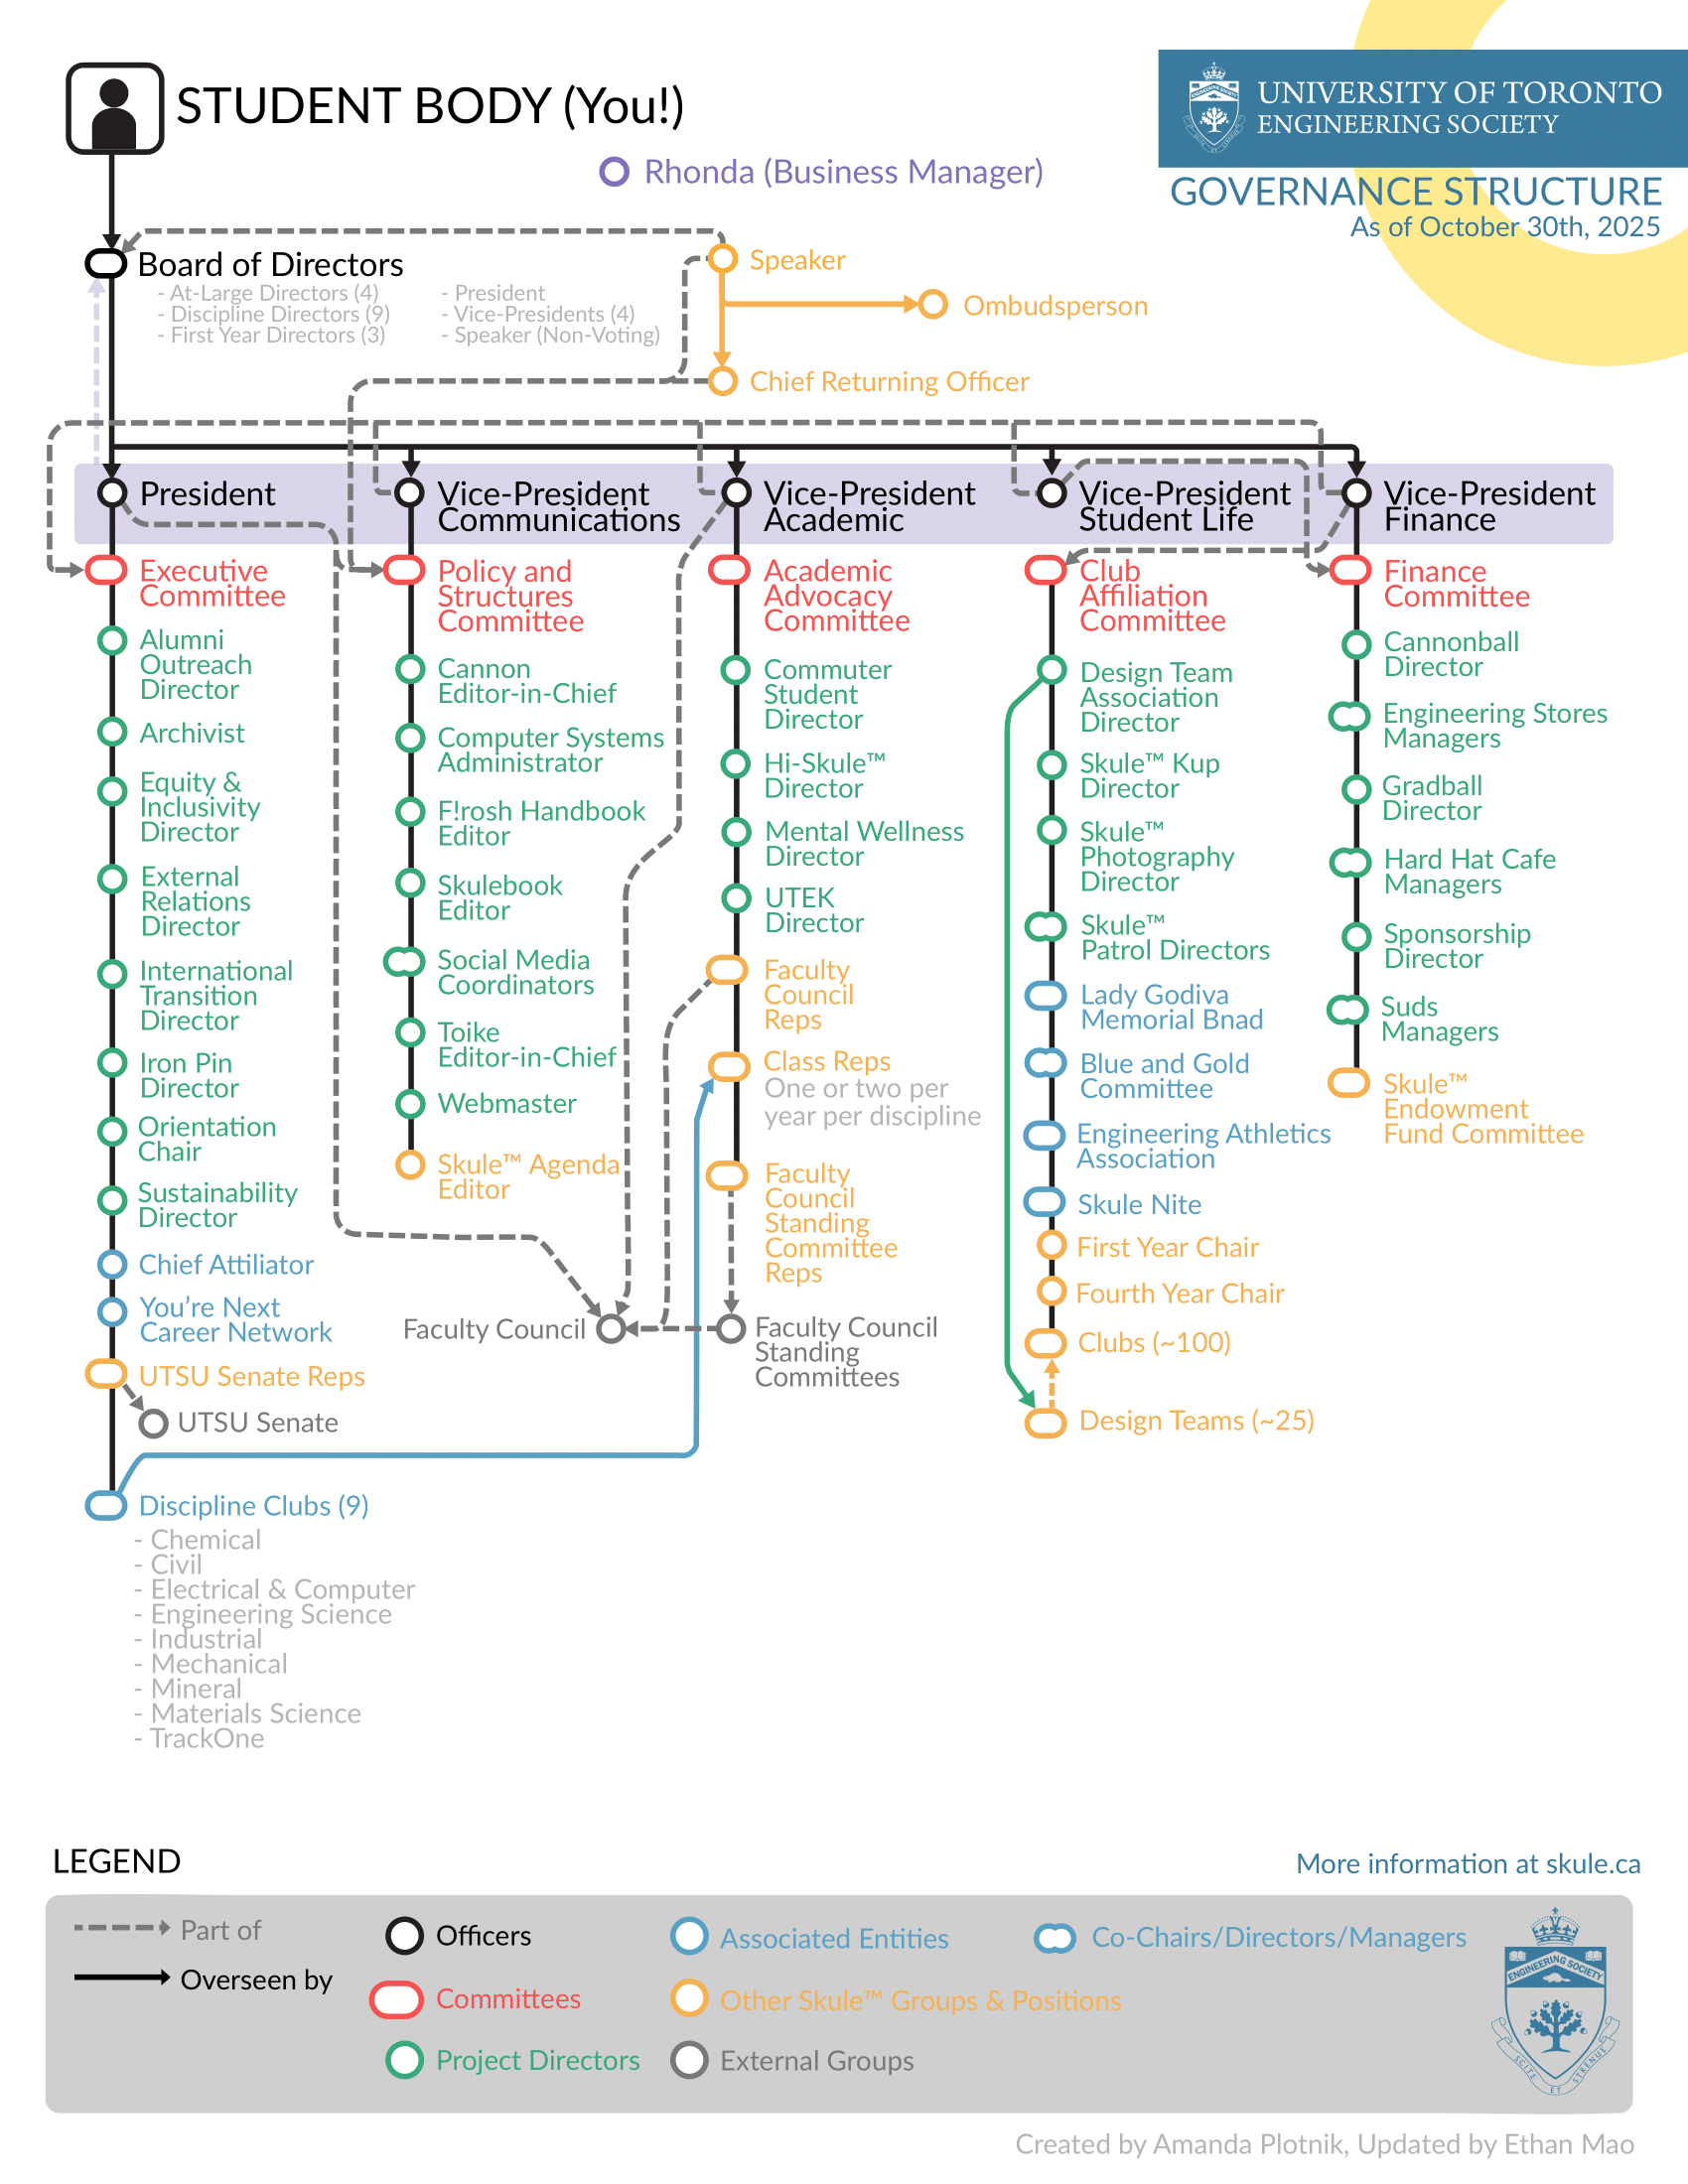 STUDENT BODY (You!)
UNIVERSITY OF TORONTO
ENGINEERING SOCIETY
GOVERNANCE STRUCTURE
As of October 30th, 2025
Rhonda (Business Manager)
Board of Directors
- At-Large Directors (4)
- Discipline Directors (9)
- First Year Directors (3)
- President
- Vice-Presidents (4)
- Speaker (Non-Voting)
Speaker
Ombudsperson
Chief Returning Officer
President
Executive
Committee
Alumni
Outreach
Director
Archivist
Equity &
Inclusivity
Director
External
Relations
Director
International
Transition
Director
Iron Pin
Director
Orientation
Chair
Sustainability
Director
Chief Attiliator
You're Next
Career Network
UTSU Senate Reps
UTSU Senate
Discipline Clubs (9)
- Chemical
- Civil
- Electrical & Computer
- Engineering Science
- Industrial
- Mechanical
- Mineral
- Materials Science
- TrackOne
Vice-President
Communications
Policy and
Structures
Committee
Cannon
Editor-in-Chief
Computer Systems
Administrator
F!rosh Handbook
Editor
Skulebook
Editor
Social Media
Coordinators
Toike
Editor-in-Chief
Webmaster
Skule™ Agenda
Editor
Faculty Council
Vice-President
Academic
Academic
Advocacy
Committee
Commuter
Student
Director
Hi-Skule™
Director
Mental Wellness
Director
UTEK
Director
Faculty
Council
Reps
Class Reps
One or two per
year per discipline
Faculty
Council
Standing
Committee
Reps
Faculty Council
Standing
Committees
Vice-President
Student Life
Club
Affiliation
Committee
Design Team
Association
Director
Skule™ Kup
Director
Skule™
Photography
Director
Skule™
Patrol Directors
Lady Godiva
Memorial Bnad
Blue and Gold
Committee
Engineering Athletics
Association
Skule Nite
First Year Chair
Fourth Year Chair
Clubs (~100)
Design Teams (~25)
Vice-President
Finance
Finance
Committee
Cannonball
Director
Engineering Stores
Managers
Gradball
Director
Hard Hat Cafe
Managers
Sponsorship
Director
Suds
Managers
Skule™
Endowment
Fund Committee
LEGEND
More information at skule.ca
Part of
Overseen by
Officers
Committees
Project Directors
Associated Entities
Other Skule™ Groups & Positions
External Groups
Co-Chairs/Directors/Managers
ENGINEERING SOCIETY
SCITE ET STRENUE
Created by Amanda Plotnik, Updated by Ethan Mao